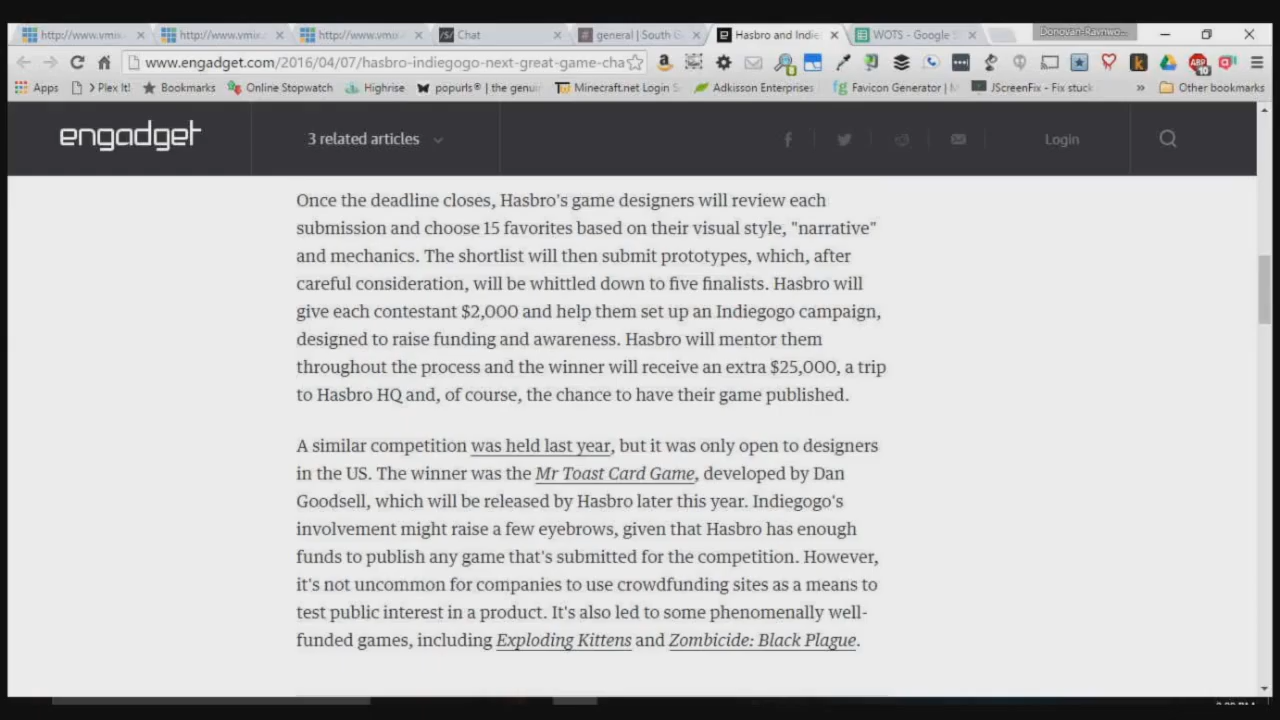 http://www.vmix
http://www.vmix
http://www.vmix
Chat
general | South G
Hasbro and Indie
WOTS - Google S
www.engadget.com/2016/04/07/hasbro-indiegogo-next-great-game-cha
ABP
10
Apps
> Plex It!
Bookmarks
Online Stopwatch
Highrise
popurls® | the genuin
Minecraft.net Login S
Adkisson Enterprises
Favicon Generator |
JScreenFix - Fix stuck
»
Other bookmarks
engadget
3 related articles
Login
Once the deadline closes, Hasbro's game designers will review each
submission and choose 15 favorites based on their visual style, "narrative"
and mechanics. The shortlist will then submit prototypes, which, after
careful consideration, will be whittled down to five finalists. Hasbro will
give each contestant $2,000 and help them set up an Indiegogo campaign,
designed to raise funding and awareness. Hasbro will mentor them
throughout the process and the winner will receive an extra $25,000, a trip
to Hasbro HQ and, of course, the chance to have their game published.
A similar competition was held last year, but it was only open to designers
in the US. The winner was the Mr Toast Card Game, developed by Dan
Goodsell, which will be released by Hasbro later this year. Indiegogo's
involvement might raise a few eyebrows, given that Hasbro has enough
funds to publish any game that's submitted for the competition. However,
it's not uncommon for companies to use crowdfunding sites as a means to
test public interest in a product. It's also led to some phenomenally well-
funded games, including Exploding Kittens and Zombicide: Black Plague.